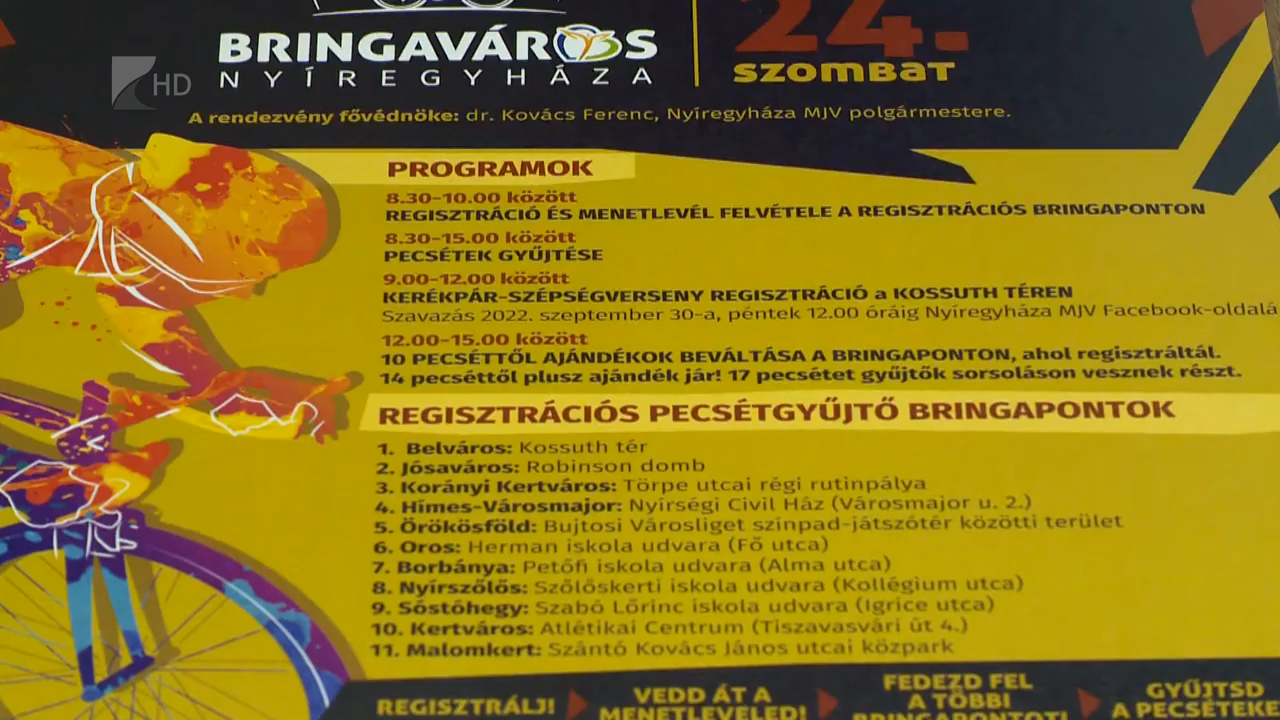 BRINGAVÁROS
NYÍREGYHÁZA
24.
SZOMBAT
HD
A rendezvény fővédnöke: dr. Kovács Ferenc, Nyíregyháza MJV polgármestere.
PROGRAMOK
8.30-10.00 között
REGISZTRÁCIÓ ÉS MENETLEVÉL FELVÉTELE A REGISZTRÁCIÓS BRINGAPONTON
8.30-15.00 között
PECSÉTEK GYŰJTÉSE
9.00-12.00 között
KERÉKPÁR-SZÉPSÉGVERSENY REGISZTRÁCIÓ a KOSSUTH TÉREN
Szavazás 2022. szeptember 30-a, péntek 12.00 óráig Nyíregyháza MJV Facebook-oldalá
12.00-15.00 között
10 PECSÉTTŐL AJÁNDÉKOK BEVÁLTÁSA A BRINGAPONTON, ahol regisztráltál.
14 pecséttől plusz ajándék jár! 17 pecsétet gyűjtők sorsoláson vesznek részt.
REGISZTRÁCIÓS PECSÉTGYŰJTŐ BRINGAPONTOK
1. Belváros: Kossuth tér
2. Jósaváros: Robinson domb
3. Korányi Kertváros: Törpe utcai régi rutinpálya
4. Hímes-Városmajor: Nyírségi Civil Ház (Városmajor u. 2.)
5. Örökösföld: Bujtosi Városliget színpad-játszótér közötti terület
6. Oros: Herman iskola udvara (Fő utca)
7. Borbánya: Petőfi iskola udvara (Alma utca)
8. Nyírszőlős: Szőlőskerti iskola udvara (Kollégium utca)
9. Sóstóhegy: Szabó Lőrinc iskola udvara (Igrice utca)
10. Kertváros: Atlétikai Centrum (Tiszavasvári út 4.)
11. Malomkert: Szántó Kovács János utcai közpark
REGISZTRÁLJ!
VEDD ÁT A
MENETLEVELED!
FEDEZD FEL
A TÖBBI
BRINGAPONTOT!
GYŰJTSD
A PECSÉTEKE